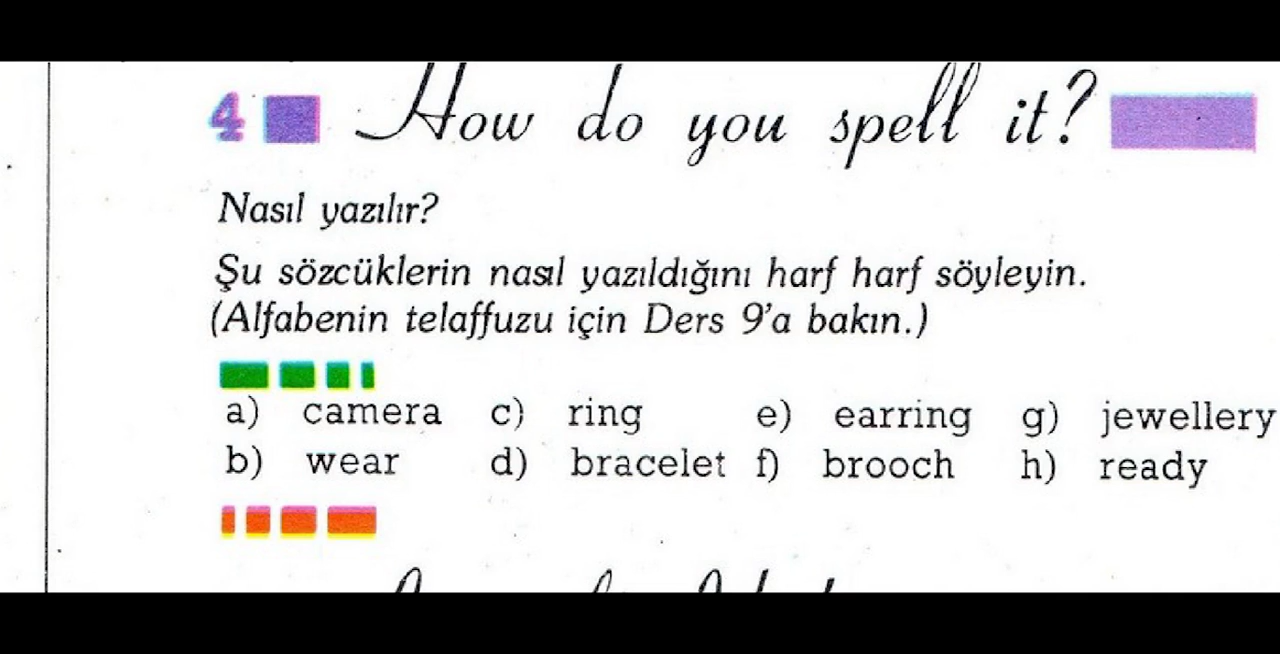 4 How do you spell it?
Nasıl yazılır?
Şu sözcüklerin nasıl yazıldığını harf harf söyleyin.
(Alfabenin telaffuzu için Ders 9'a bakın.)
a) camera c) ring e) earring g) jewellery
b) wear d) bracelet f) brooch h) ready